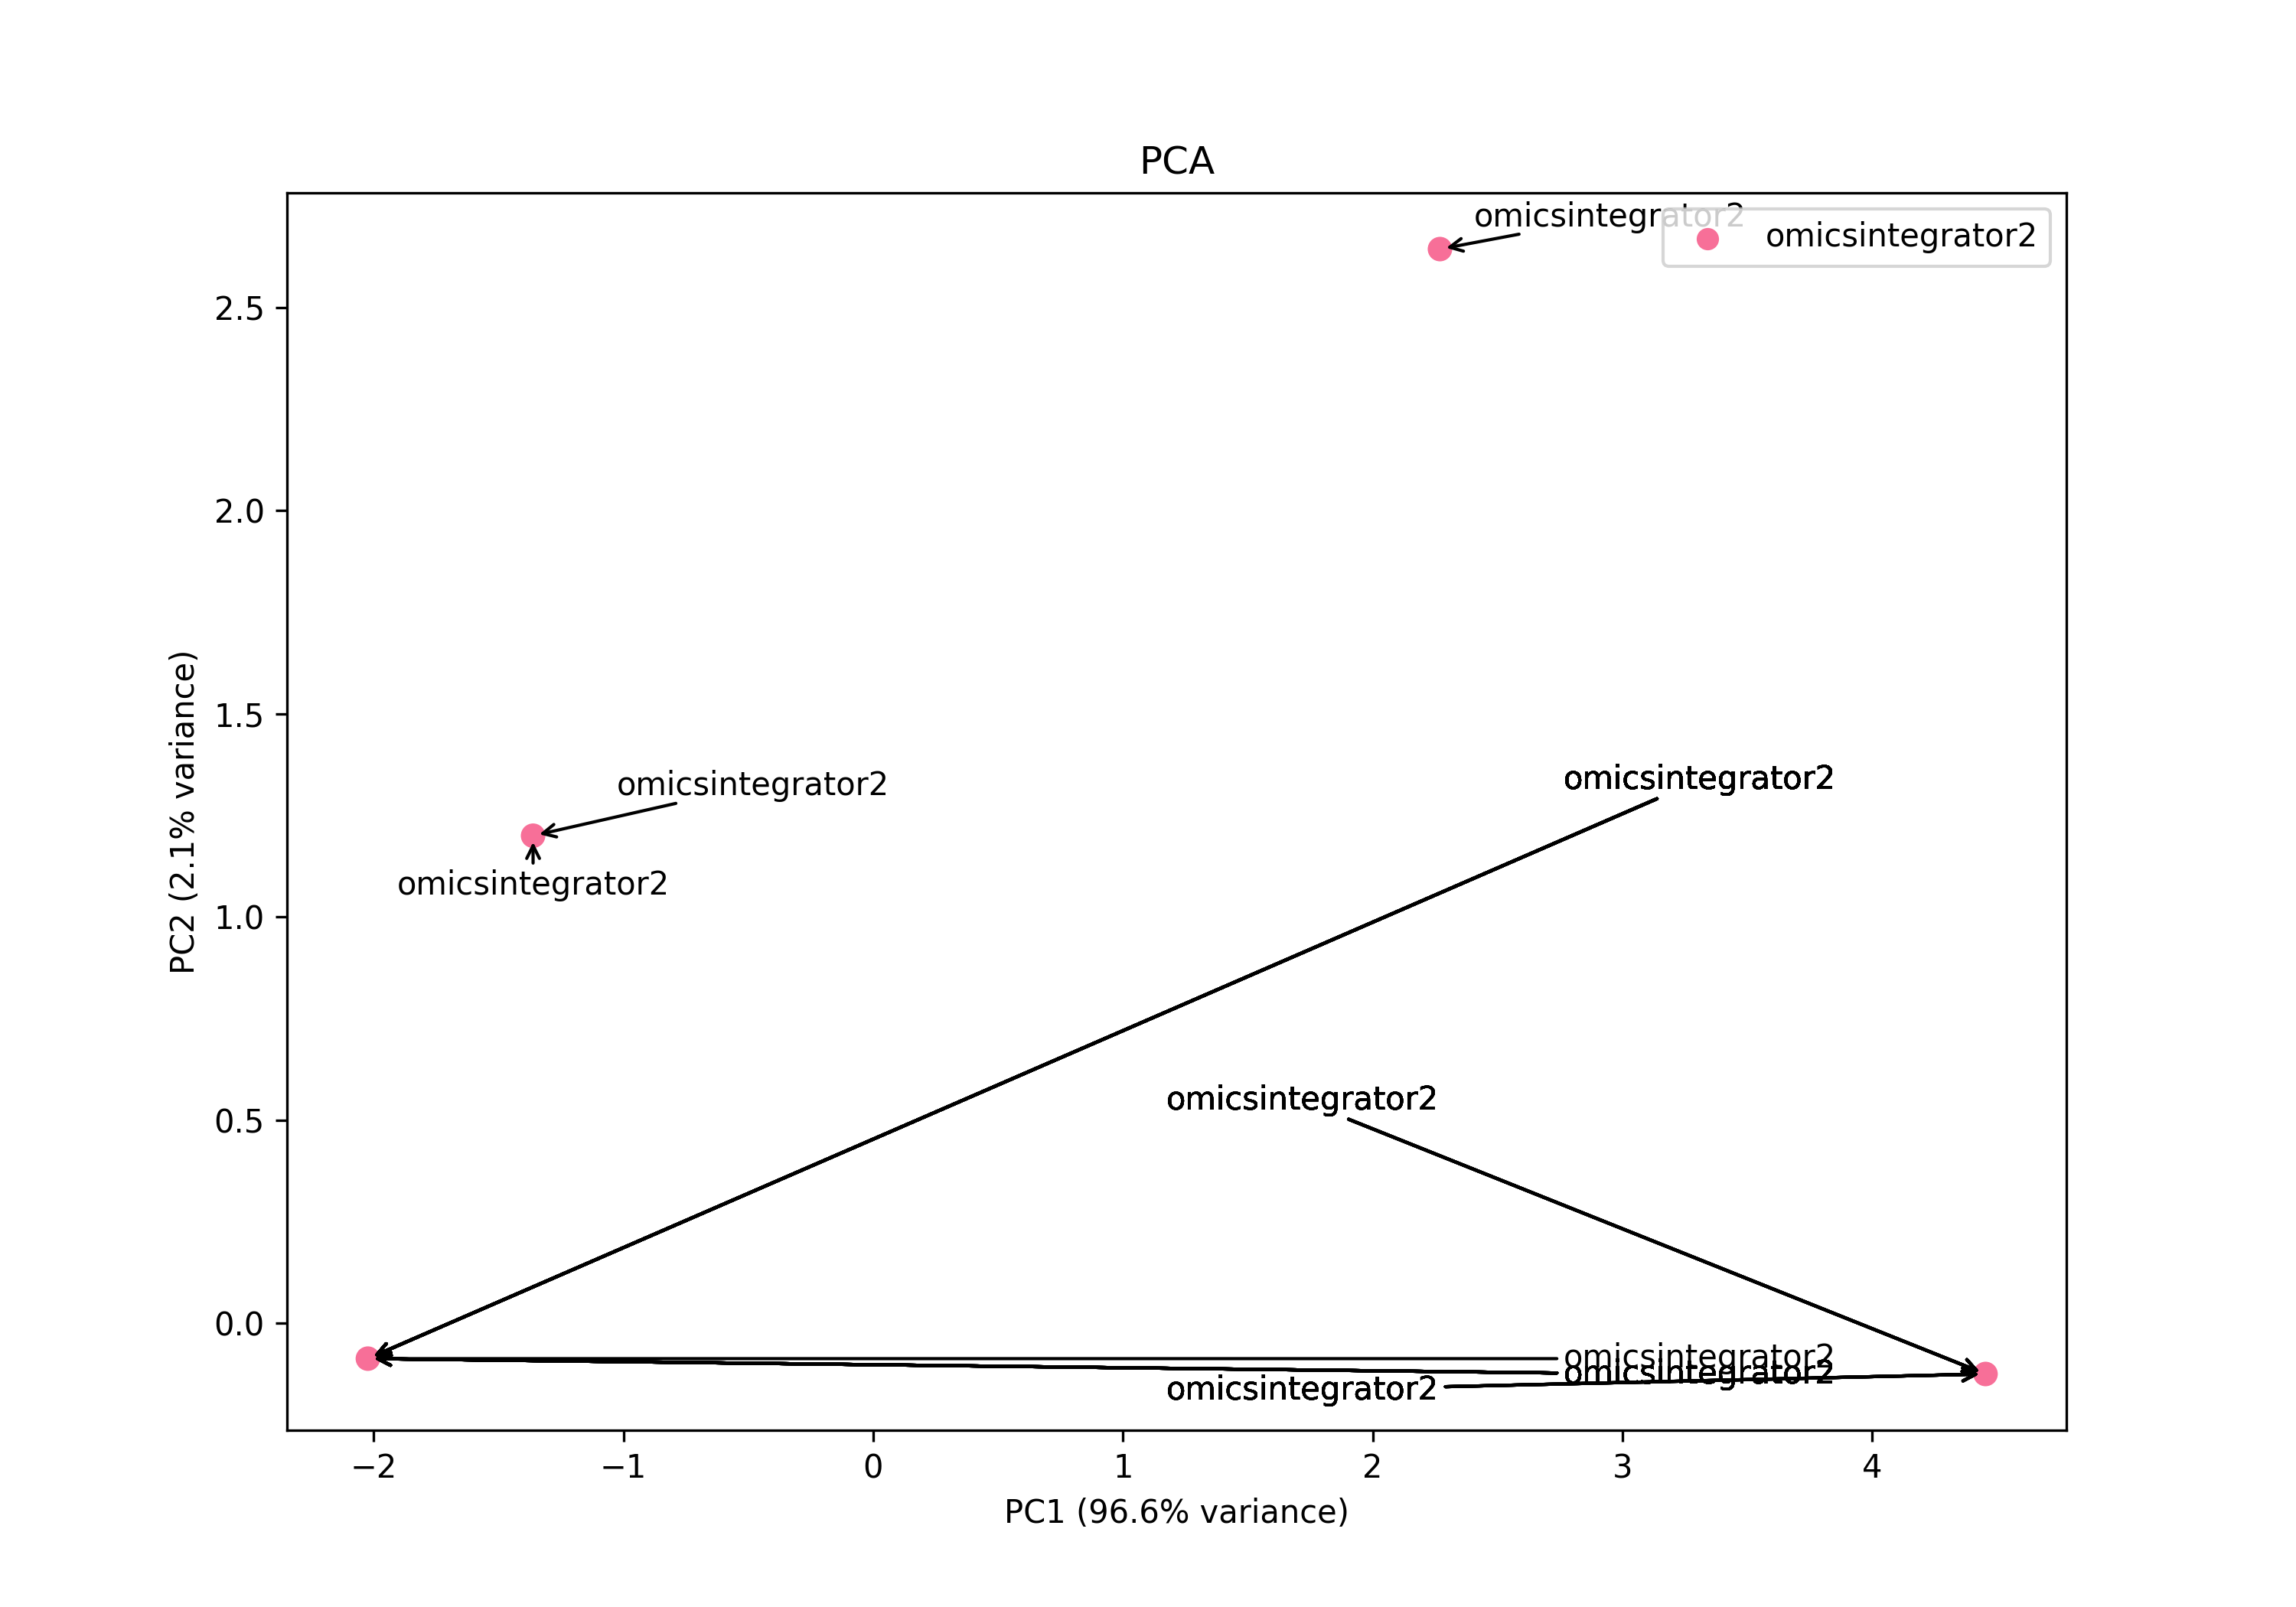 PCA
omicsintegrator2
omicsintegrator2
2.5
2.0
1.5
1.0
0.5
0.0
PC2 (2.1% variance)
omicsintegrator2
omicsintegrator2
omicsintegrator2
omicsintegrator2
omicsintegrator2
omicsintegrator2
omicsintegrator2
−2
−1
0
1
2
3
4
PC1 (96.6% variance)